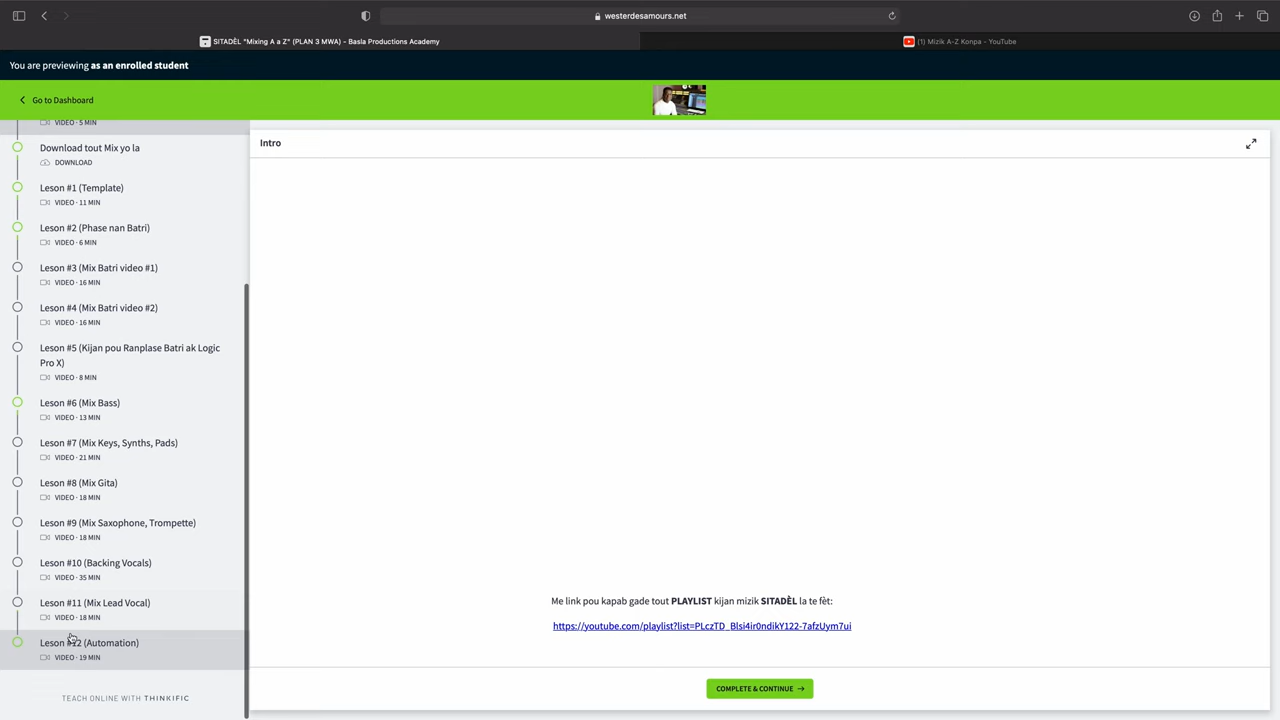 westerdesamours.net
SITADÈL "Mixing A a Z" (PLAN 3 MWA) - Basla Productions Academy
(1) Mizik A-Z Konpa - YouTube
You are previewing as an enrolled student
Go to Dashboard
VIDEO · 5 MIN
Download tout Mix yo la
DOWNLOAD
Leson #1 (Template)
VIDEO · 11 MIN
Leson #2 (Phase nan Batri)
VIDEO · 6 MIN
Leson #3 (Mix Batri video #1)
VIDEO · 16 MIN
Leson #4 (Mix Batri video #2)
VIDEO · 16 MIN
Leson #5 (Kijan pou Ranplase Batri ak Logic
Pro X)
VIDEO · 8 MIN
Leson #6 (Mix Bass)
VIDEO · 13 MIN
Leson #7 (Mix Keys, Synths, Pads)
VIDEO · 21 MIN
Leson #8 (Mix Gita)
VIDEO · 18 MIN
Leson #9 (Mix Saxophone, Trompette)
VIDEO · 18 MIN
Leson #10 (Backing Vocals)
VIDEO · 35 MIN
Leson #11 (Mix Lead Vocal)
VIDEO · 18 MIN
Leson #12 (Automation)
VIDEO · 19 MIN
TEACH ONLINE WITH THINKIFIC
Intro
Me link pou kapab gade tout PLAYLIST kijan mizik SITADÈL la te fèt:
https://youtube.com/playlist?list=PLczTD_Blsi4ir0ndikY122-7afzUym7ui
COMPLETE & CONTINUE →